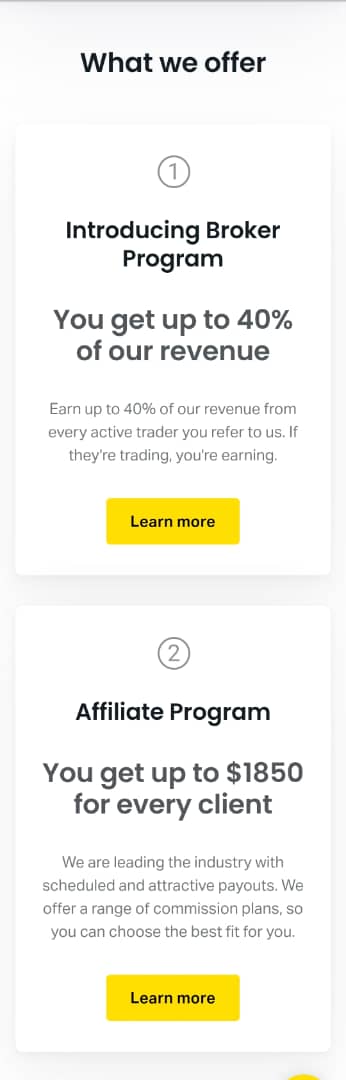 What we offer
1
Introducing Broker
Program
You get up to 40%
of our revenue
Earn up to 40% of our revenue from
every active trader you refer to us. If
they're trading, you're earning.
Learn more
2
Affiliate Program
You get up to $1850
for every client
We are leading the industry with
scheduled and attractive payouts. We
offer a range of commission plans, so
you can choose the best fit for you.
Learn more